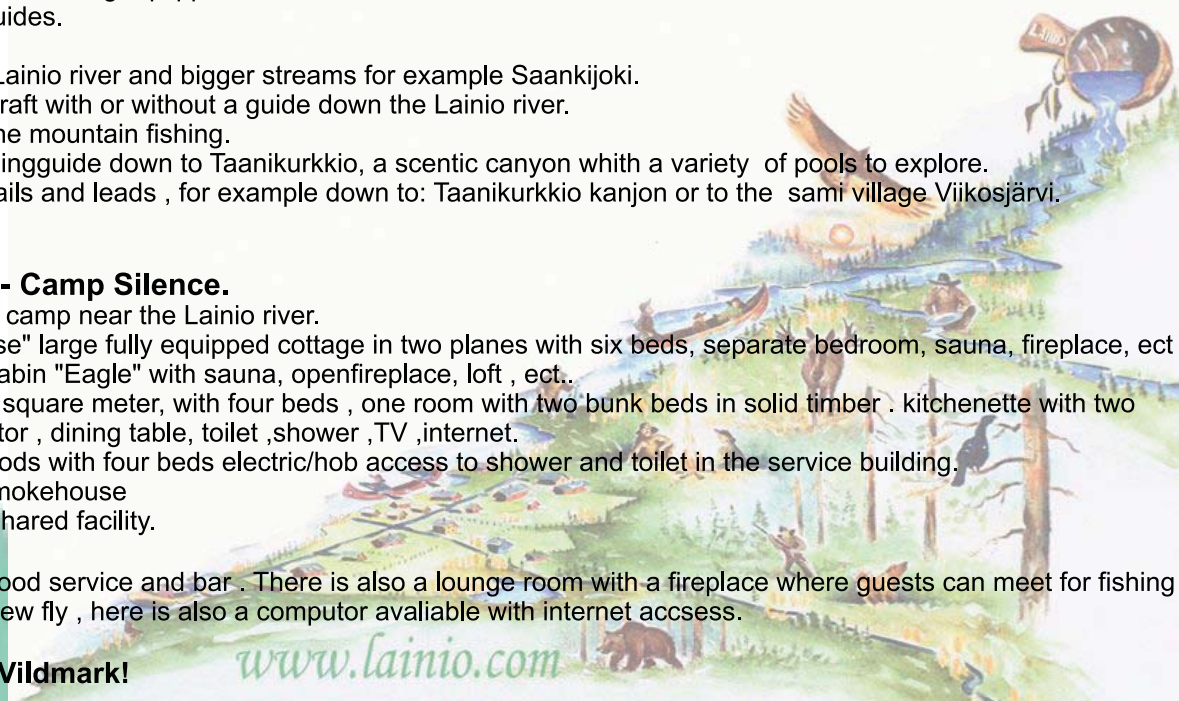 uides.
Lainio river and bigger streams for example Saankijoki.
raft with or without a guide down the Lainio river.
ne mountain fishing.
ingguide down to Taanikurkkio, a scentic canyon whith a variety of pools to explore.
ails and leads , for example down to: Taanikurkkio kanjon or to the sami village Viikosjärvi.
- Camp Silence.
camp near the Lainio river.
se" large fully equipped cottage in two planes with six beds, separate bedroom, sauna, fireplace, ect
abin "Eagle" with sauna, openfireplace, loft , ect..
square meter, with four beds , one room with two bunk beds in solid timber . kitchenette with two
tor , dining table, toilet ,shower ,TV ,internet.
ods with four beds electric/hob access to shower and toilet in the service building.
mokehouse
hared facility.
ood service and bar . There is also a lounge room with a fireplace where guests can meet for fishing
ew fly , here is also a computor avaliable with internet accsess.
www.lainio.com
Vildmark!